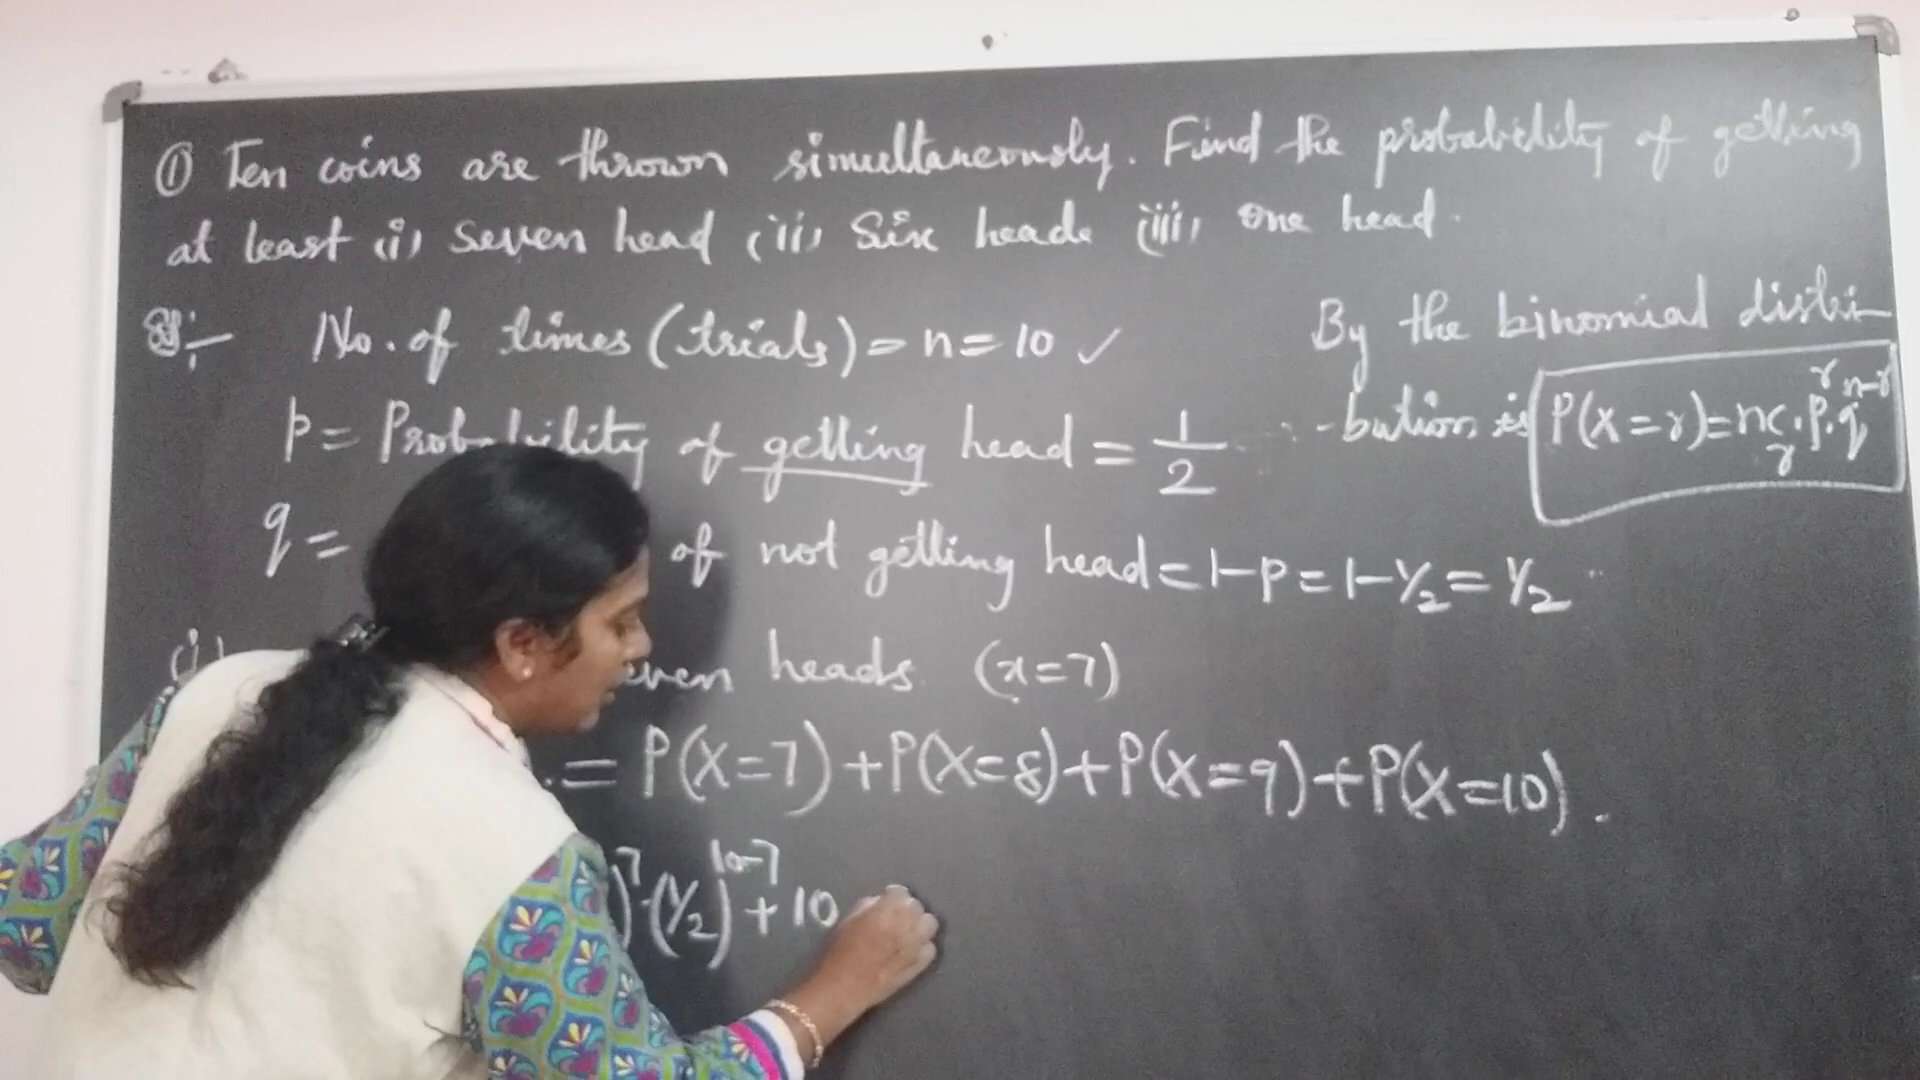 ① Ten coins are thrown simultaneously. Find the probability of getting
at least (i) Seven head (ii) Six heads (iii) one head.
Sol:- No. of times (trials) = n = 10 ✓
p = Probability of getting head = 1/2
q = of not getting head = 1-p = 1-1/2 = 1/2
By the binomial distri-
-bution is P(X=r) = nCr . p^r . q^n-r
(i) heads (x=7)
= P(X=7) + P(X=8) + P(X=9) + P(X=10).
)^7 . (1/2)^10-7 + 10